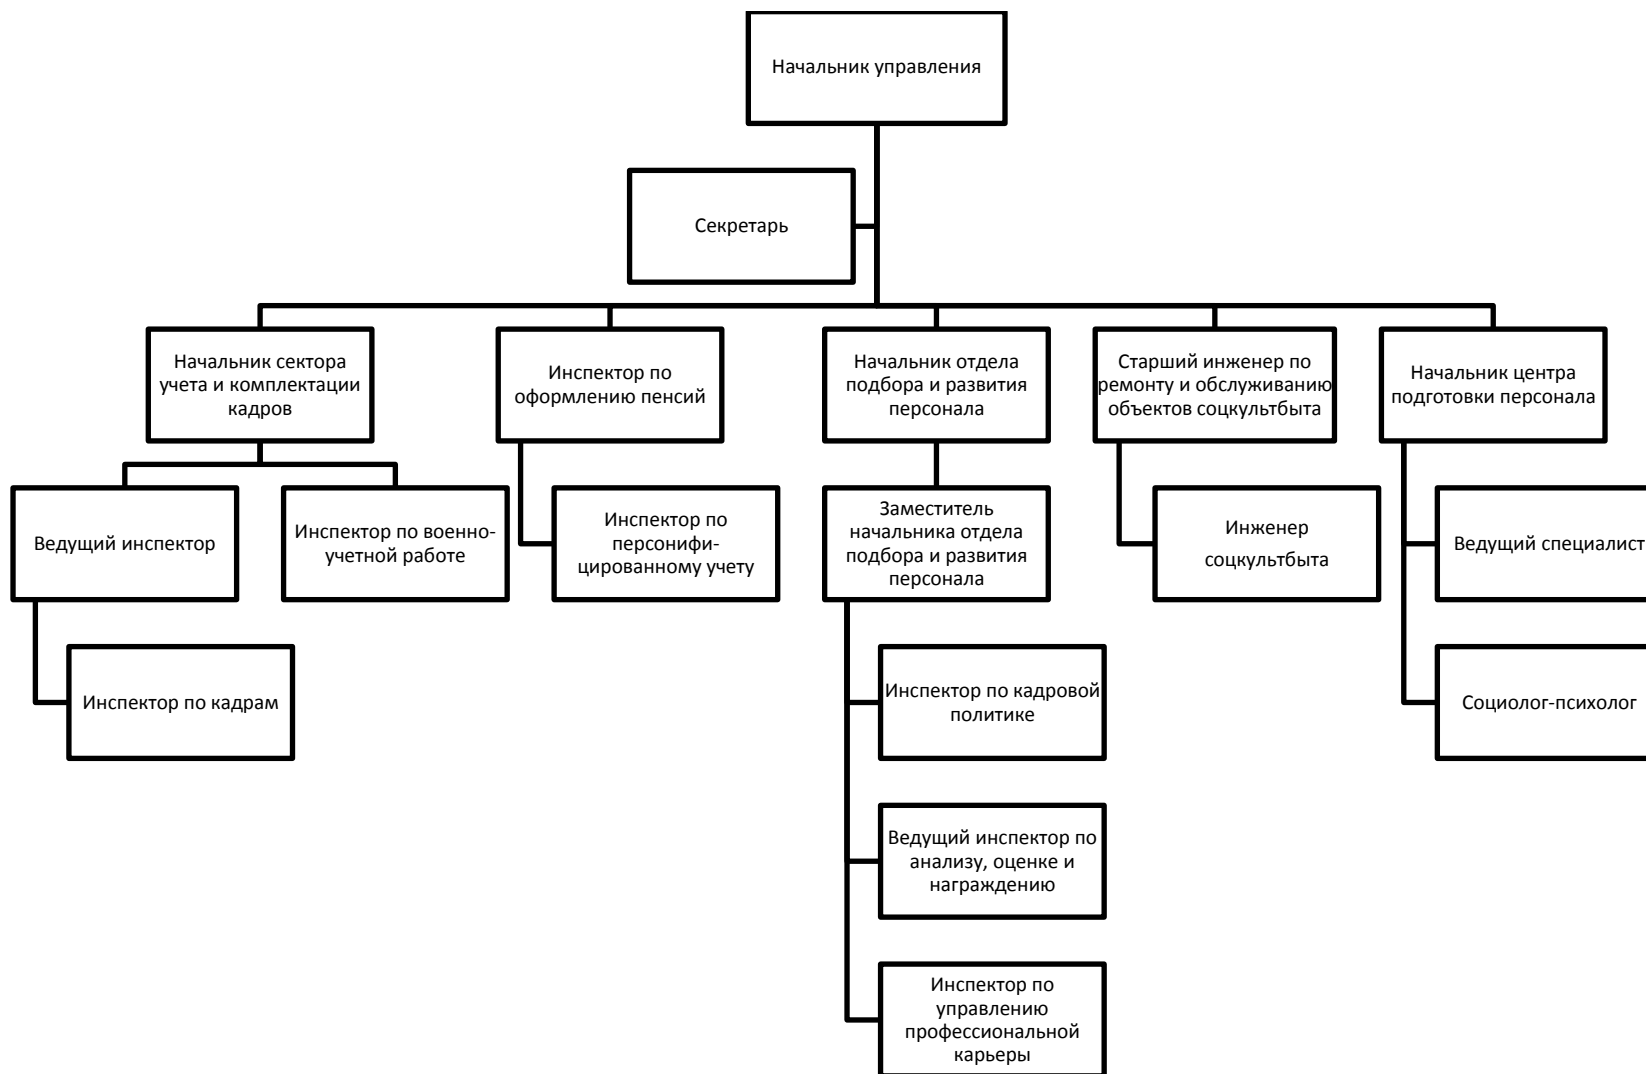 Начальник управления
Секретарь
Начальник сектора
учета и комплектации
кадров
Инспектор по
оформлению пенсий
Начальник отдела
подбора и развития
персонала
Старший инженер по
ремонту и обслуживанию
объектов соцкультбыта
Начальник центра
подготовки персонала
Ведущий инспектор
Инспектор по военно-
учетной работе
Инспектор по
персонифи-
цированному учету
Заместитель
начальника отдела
подбора и развития
персонала
Инженер
соцкультбыта
Ведущий специалист
Инспектор по кадрам
Инспектор по кадровой
политике
Социолог-психолог
Ведущий инспектор по
анализу, оценке и
награждению
Инспектор по
управлению
профессиональной
карьеры